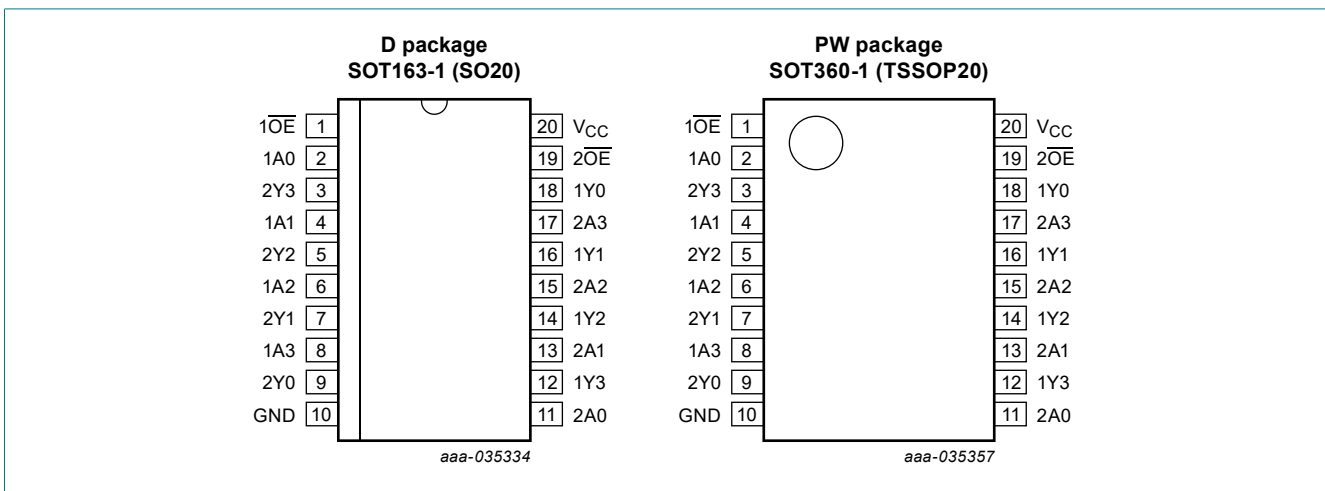 D package
SOT163-1 (SO20)
1O̅E̅ 1 20 VCC
1A0 2 19 2O̅E̅
2Y3 3 18 1Y0
1A1 4 17 2A3
2Y2 5 16 1Y1
1A2 6 15 2A2
2Y1 7 14 1Y2
1A3 8 13 2A1
2Y0 9 12 1Y3
GND 10 11 2A0
aaa-035334
PW package
SOT360-1 (TSSOP20)
1O̅E̅ 1 20 VCC
1A0 2 19 2O̅E̅
2Y3 3 18 1Y0
1A1 4 17 2A3
2Y2 5 16 1Y1
1A2 6 15 2A2
2Y1 7 14 1Y2
1A3 8 13 2A1
2Y0 9 12 1Y3
GND 10 11 2A0
aaa-035357